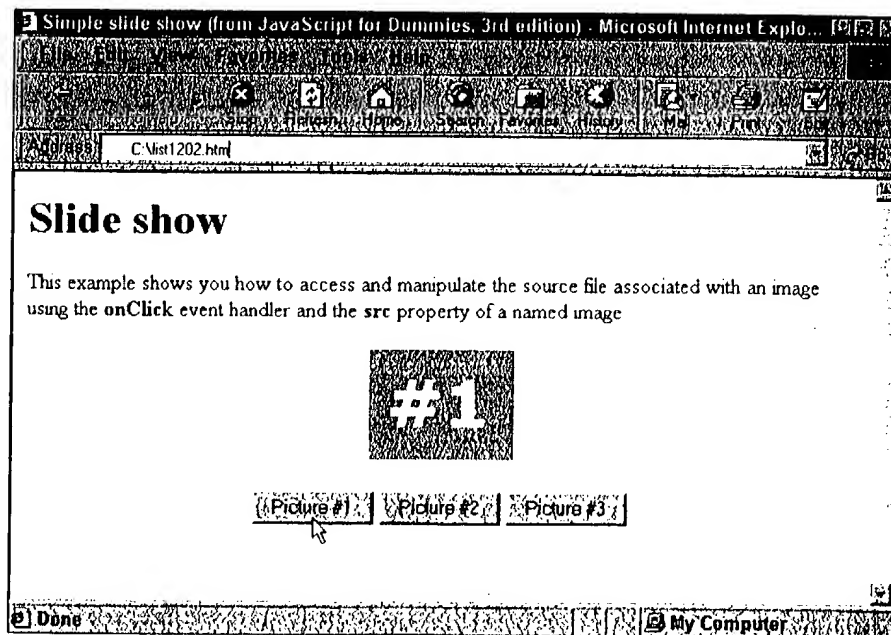 Simple slide show (from JavaScript for Dummies, 3rd edition) - Microsoft Internet Explo...
File Edit View Favorites Tools Help
Back Stop Refresh Home Search Favorites History Mail Print
Address C:\list1202.htm
Slide show
This example shows you how to access and manipulate the source file associated with an image
using the onClick event handler and the src property of a named image
#1
Picture #1 Picture #2 Picture #3
Done My Computer